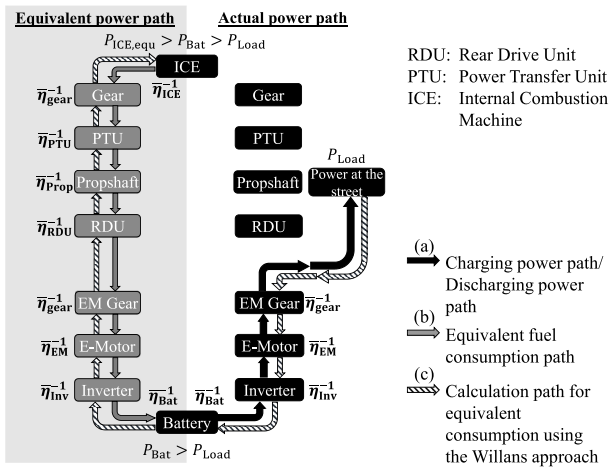 Equivalent power path
Actual power path
P_ICE,equ > P_Bat > P_Load
ICE
η̅_ICE^-1
Gear
η̅_gear^-1
PTU
η̅_PTU^-1
Propshaft
η̅_Prop^-1
RDU
η̅_RDU^-1
EM Gear
η̅_gear^-1
E-Motor
η̅_EM^-1
Inverter
η̅_Inv^-1
η̅_Bat^-1
Battery
η̅_Bat^-1
P_Bat > P_Load
Gear
PTU
Propshaft
RDU
P_Load
Power at the
street
EM Gear
η̅_gear^-1
E-Motor
η̅_EM^-1
Inverter
η̅_Inv^-1
RDU: Rear Drive Unit
PTU: Power Transfer Unit
ICE: Internal Combustion
Machine
(a)
Charging power path/
Discharging power
path
(b)
Equivalent fuel
consumption path
(c)
Calculation path for
equivalent
consumption using
the Willans approach